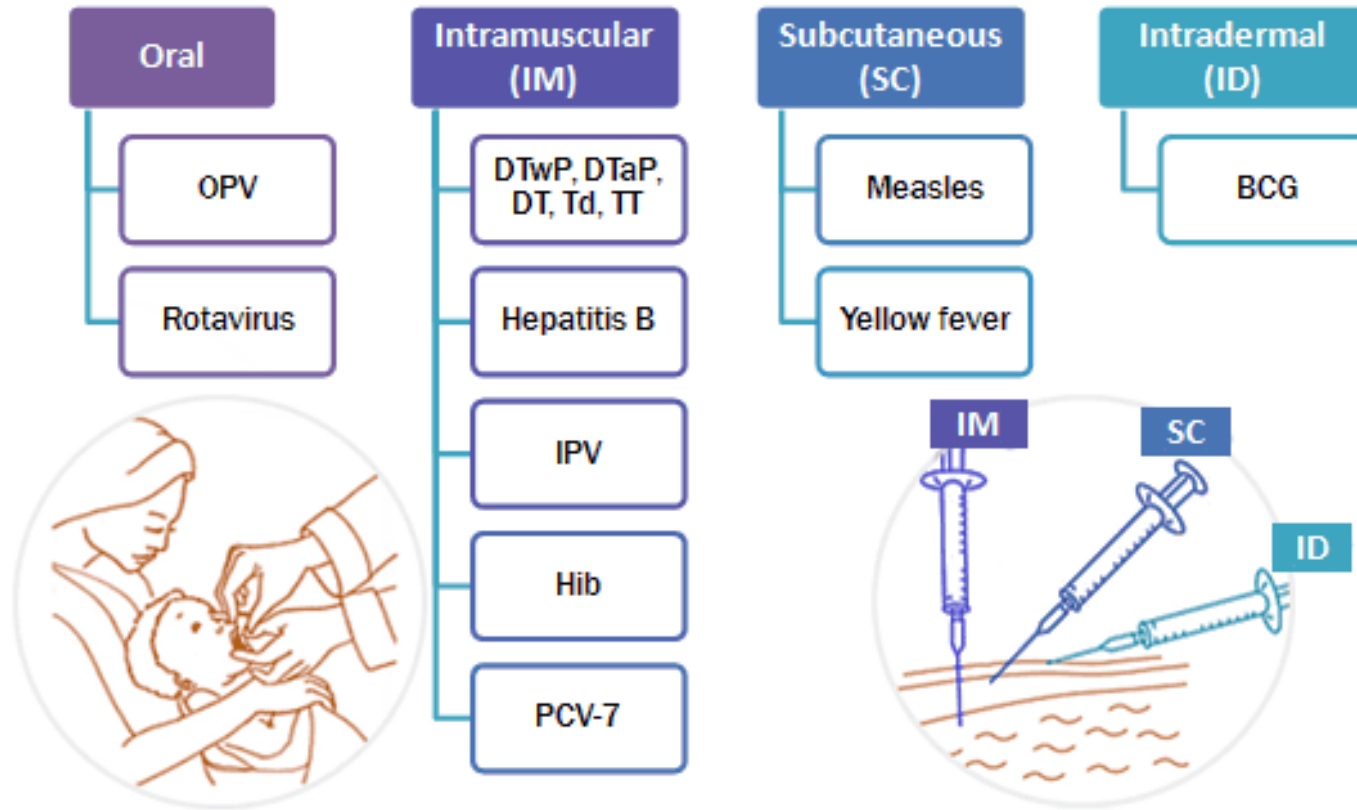 Oral
OPV
Rotavirus
Intramuscular
(IM)
DTwP, DTaP,
DT, Td, TT
Hepatitis B
IPV
Hib
PCV-7
Subcutaneous
(SC)
Measles
Yellow fever
Intradermal
(ID)
BCG
IM
SC
ID